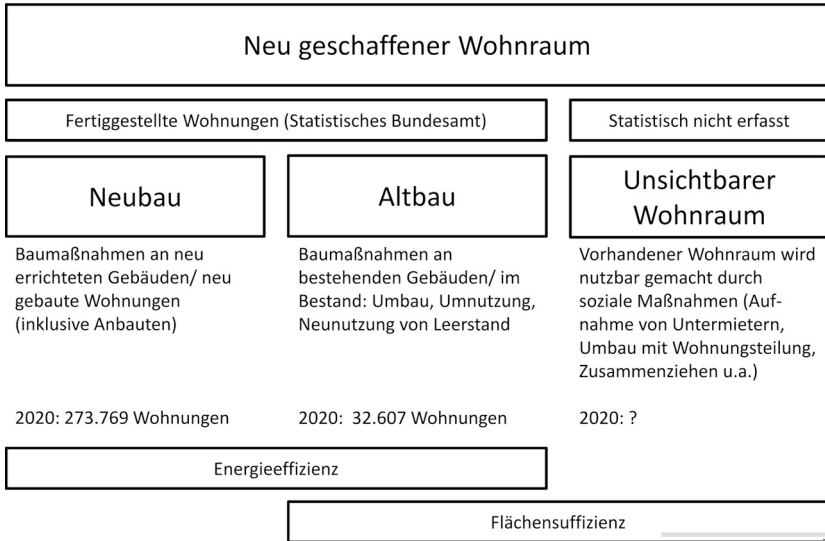 Neu geschaffener Wohnraum
Fertiggestellte Wohnungen (Statistisches Bundesamt)
Statistisch nicht erfasst
Neubau
Altbau
Unsichtbarer
Wohnraum
Baumaßnahmen an neu
errichteten Gebäuden/ neu
gebaute Wohnungen
(inklusive Anbauten)
Baumaßnahmen an
bestehenden Gebäuden/ im
Bestand: Umbau, Umnutzung,
Neunutzung von Leerstand
Vorhandener Wohnraum wird
nutzbar gemacht durch
soziale Maßnahmen (Auf-
nahme von Untermietern,
Umbau mit Wohnungsteilung,
Zusammenziehen u.a.)
2020: 273.769 Wohnungen
2020: 32.607 Wohnungen
2020: ?
Energieeffizienz
Flächensuffizienz